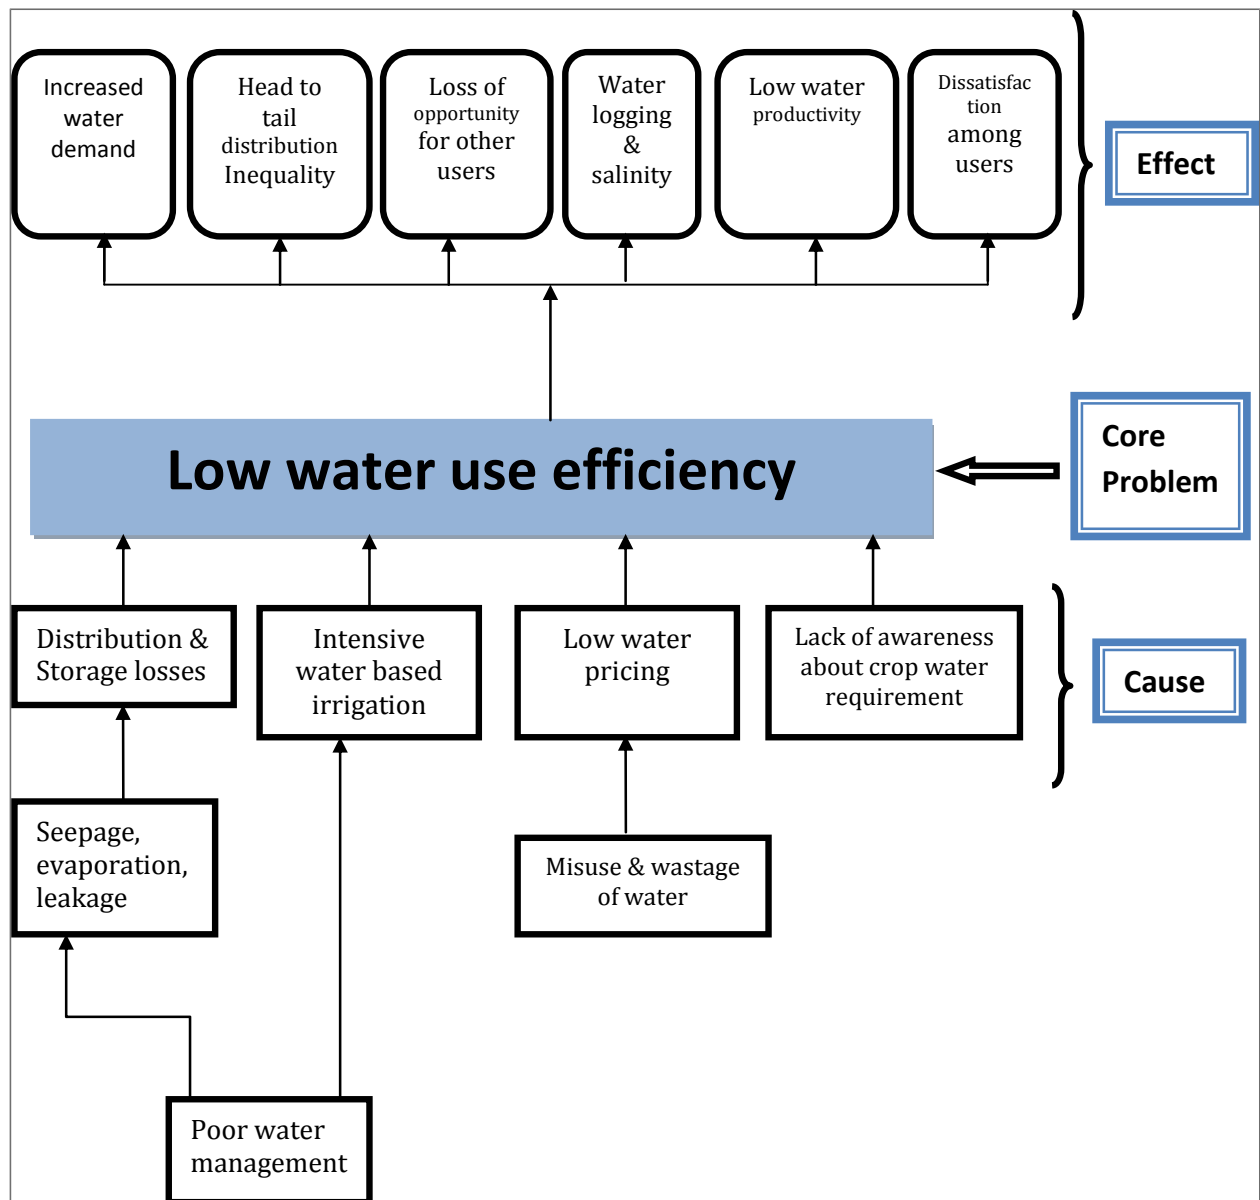 Increased
water
demand
Head to
tail
distribution
Inequality
Loss of
opportunity
for other
users
Water
logging
&
salinity
Low water
productivity
Dissatisfac
tion
among
users
Effect
Low water use efficiency
Core
Problem
Distribution &
Storage losses
Intensive
water based
irrigation
Low water
pricing
Lack of awareness
about crop water
requirement
Cause
Seepage,
evaporation,
leakage
Misuse & wastage
of water
Poor water
management